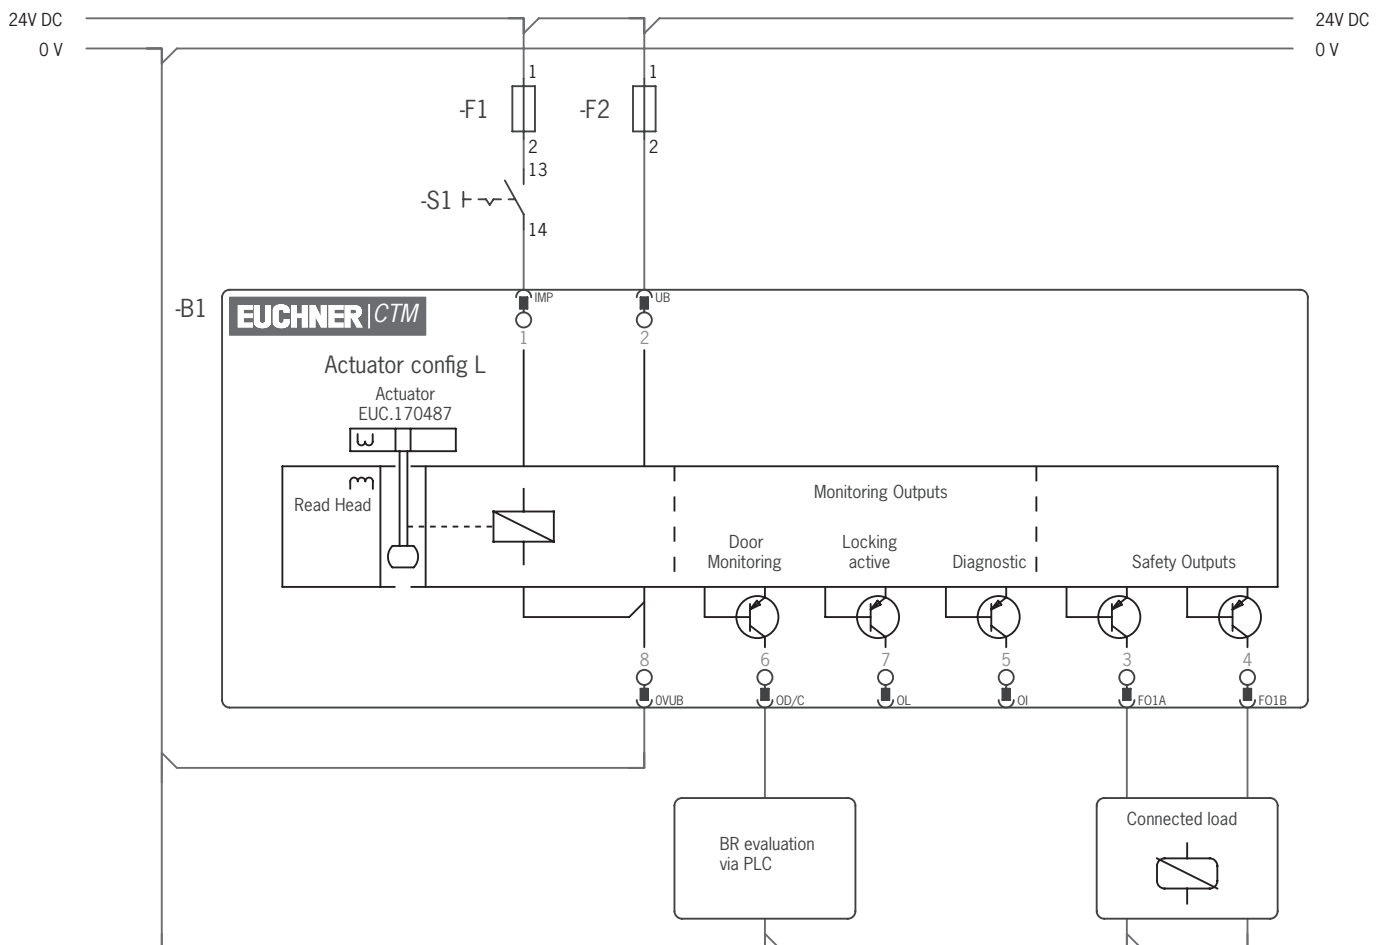 24V DC
24V DC
0 V
0 V
1
1
-F1
-F2
2
2
13
-S1
14
-B1
EUCHNER CTM
IMP
UB
1
2
Actuator config L
Actuator
EUC.170487
Read Head
Monitoring Outputs
Door
Monitoring
Locking
active
Diagnostic
Safety Outputs
8
6
7
5
3
4
0VUB
OD/C
OL
OI
FO1A
FO1B
BR evaluation
via PLC
Connected load